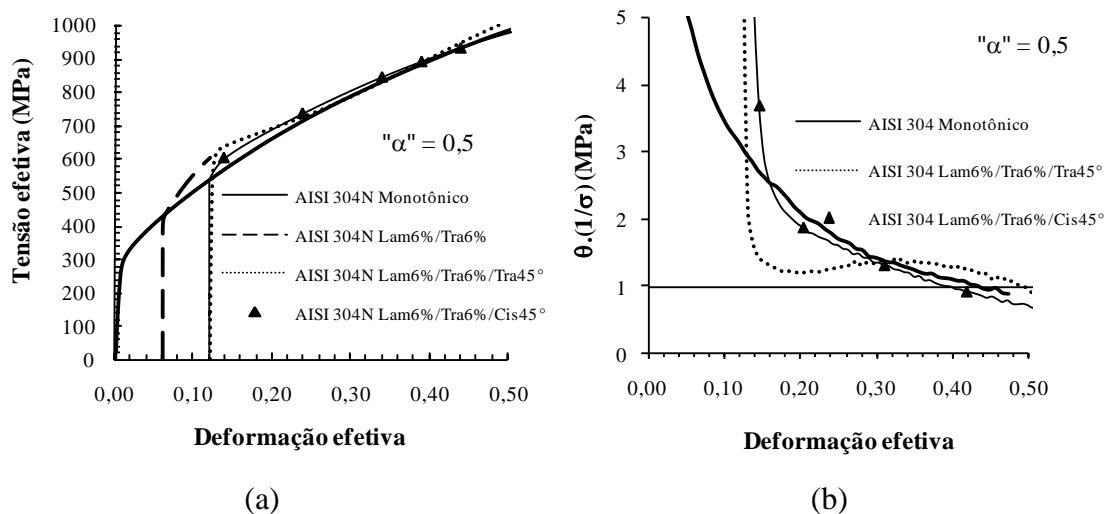 1000
900
800
700
600
500
400
300
200
100
0
Tensão efetiva (MPa)
"α" = 0,5
AISI 304N Monotônico
AISI 304N Lam6%/Tra6%
AISI 304N Lam6%/Tra6%/Tra45°
AISI 304N Lam6%/Tra6%/Cis45°
0,00 0,10 0,20 0,30 0,40 0,50
Deformação efetiva
(a)
5
4
3
2
1
0
θ.(1/σ) (MPa)
"α" = 0,5
AISI 304 Monotônico
AISI 304 Lam6%/Tra6%/Tra45°
AISI 304 Lam6%/Tra6%/Cis45°
0,00 0,10 0,20 0,30 0,40 0,50
Deformação efetiva
(b)